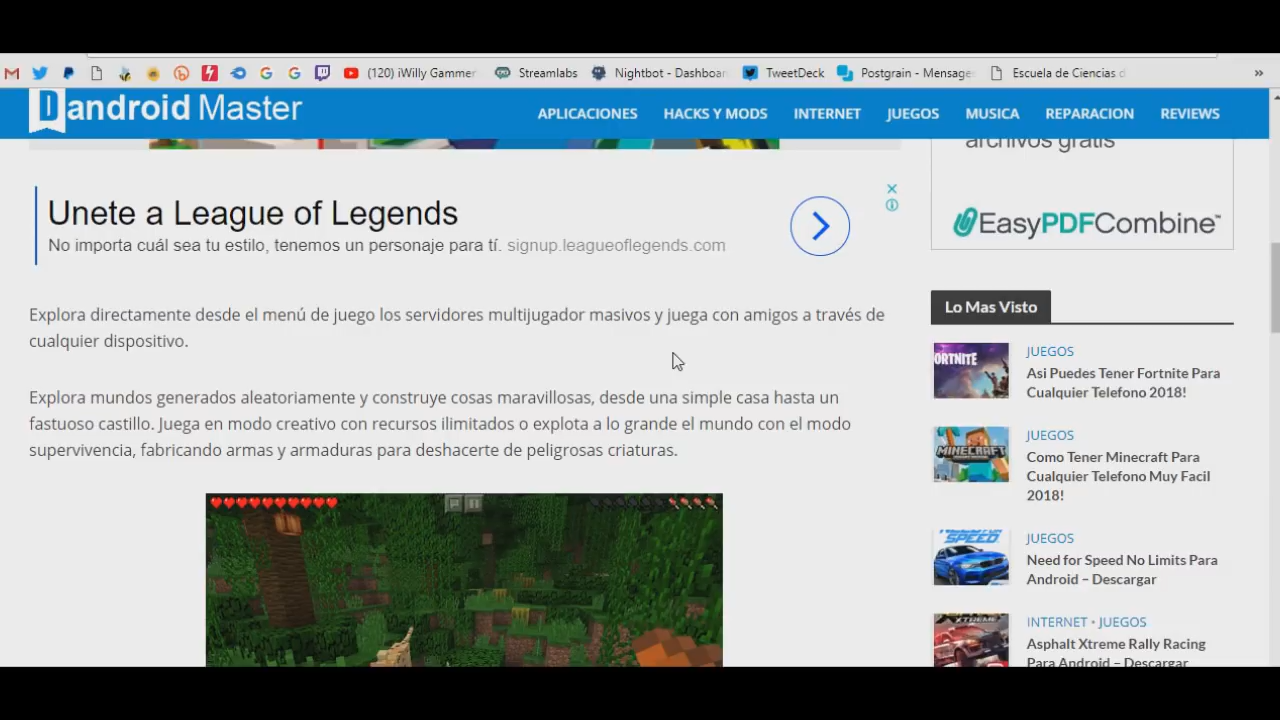 (120) iWilly Gammer
Streamlabs
Nightbot - Dashboar
TweetDeck
Postgrain - Message
Escuela de Ciencias d
»
Dandroid Master
APLICACIONES
HACKS Y MODS
INTERNET
JUEGOS
MUSICA
REPARACION
REVIEWS
archivos gratis
EasyPDFCombine™
Unete a League of Legends
No importa cuál sea tu estilo, tenemos un personaje para tí. signup.leagueoflegends.com
Explora directamente desde el menú de juego los servidores multijugador masivos y juega con amigos a través de
cualquier dispositivo.
Explora mundos generados aleatoriamente y construye cosas maravillosas, desde una simple casa hasta un
fastuoso castillo. Juega en modo creativo con recursos ilimitados o explota a lo grande el mundo con el modo
supervivencia, fabricando armas y armaduras para deshacerte de peligrosas criaturas.
Lo Mas Visto
ORTNITE
JUEGOS
Asi Puedes Tener Fortnite Para
Cualquier Telefono 2018!
MINECRAFT
JUEGOS
Como Tener Minecraft Para
Cualquier Telefono Muy Facil
2018!
SPEED
JUEGOS
Need for Speed No Limits Para
Android – Descargar
XTREME
INTERNET • JUEGOS
Asphalt Xtreme Rally Racing
Para Android – Descargar